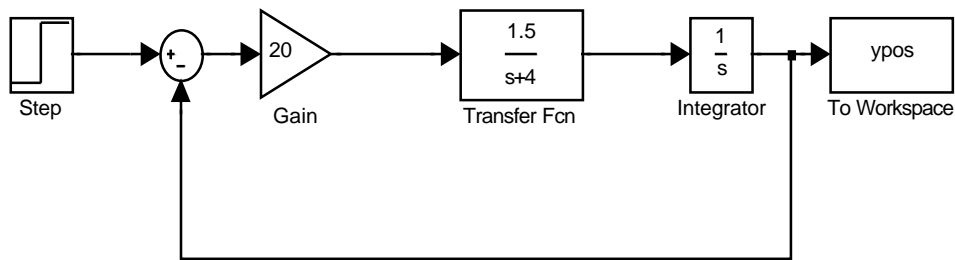 Step
+
−
20
Gain
1.5
s+4
Transfer Fcn
1
s
Integrator
ypos
To Workspace